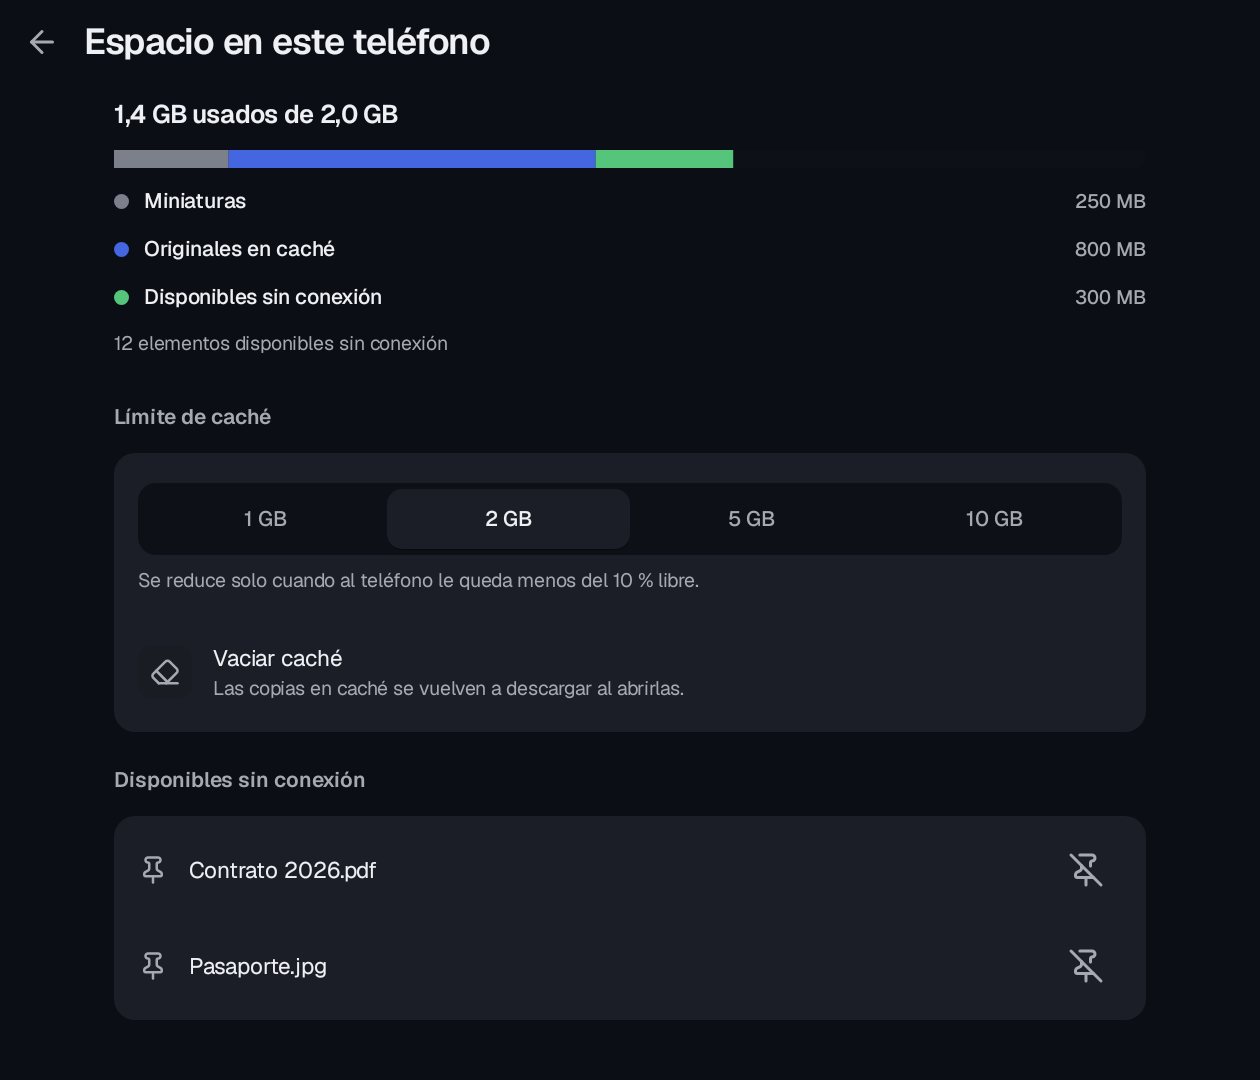 Espacio en este teléfono
1,4 GB usados de 2,0 GB
Miniaturas 250 MB
Originales en caché 800 MB
Disponibles sin conexión 300 MB
12 elementos disponibles sin conexión
Límite de caché
1 GB 2 GB 5 GB 10 GB
Se reduce solo cuando al teléfono le queda menos del 10 % libre.
Vaciar caché
Las copias en caché se vuelven a descargar al abrirlas.
Disponibles sin conexión
Contrato 2026.pdf
Pasaporte.jpg